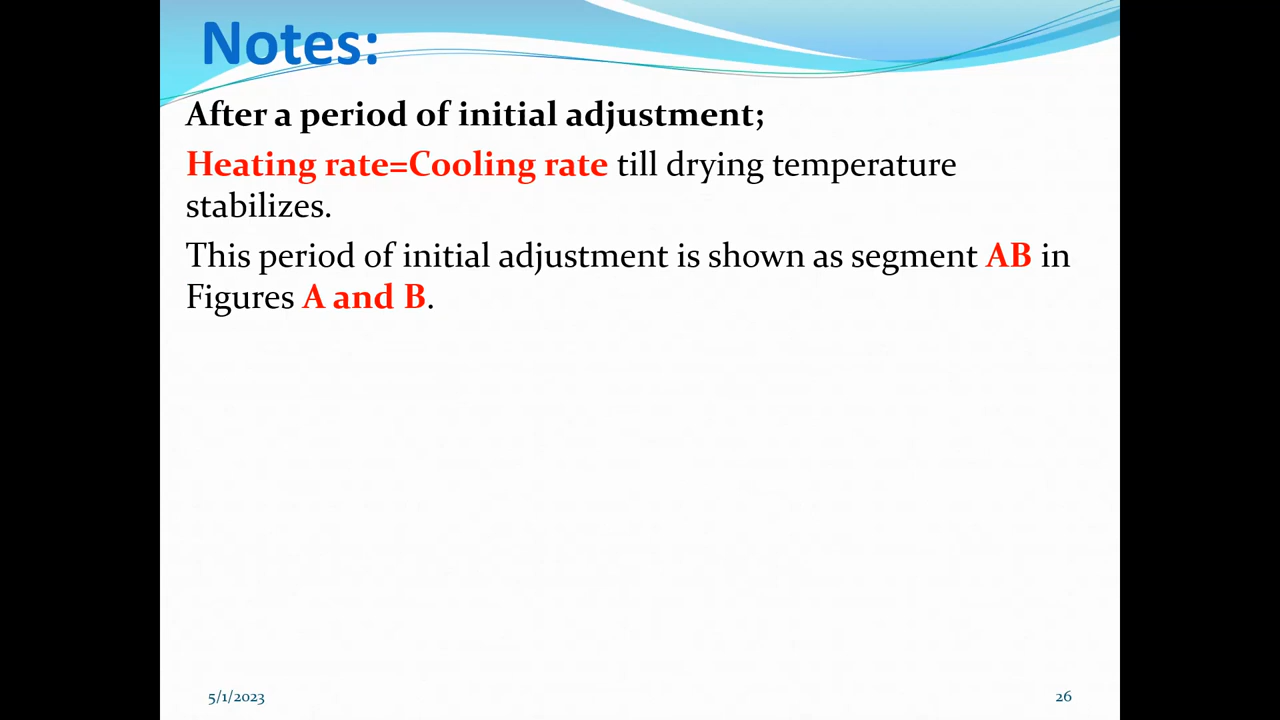 Notes:
After a period of initial adjustment;
Heating rate=Cooling rate till drying temperature
stabilizes.
This period of initial adjustment is shown as segment AB in
Figures A and B.
5/1/2023
26